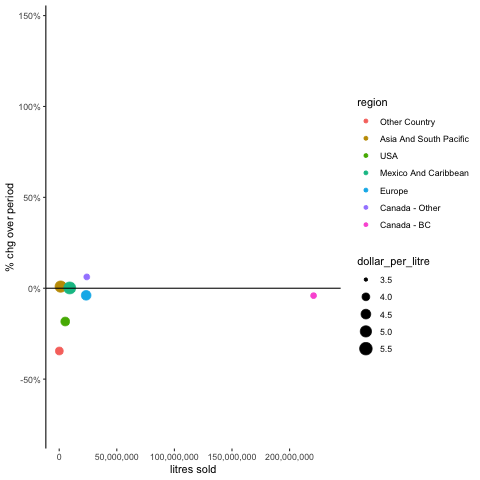 150%
100%
50%
0%
-50%
% chg over period
0
50,000,000
100,000,000
150,000,000
200,000,000
litres sold
region
Other Country
Asia And South Pacific
USA
Mexico And Caribbean
Europe
Canada - Other
Canada - BC
dollar_per_litre
3.5
4.0
4.5
5.0
5.5